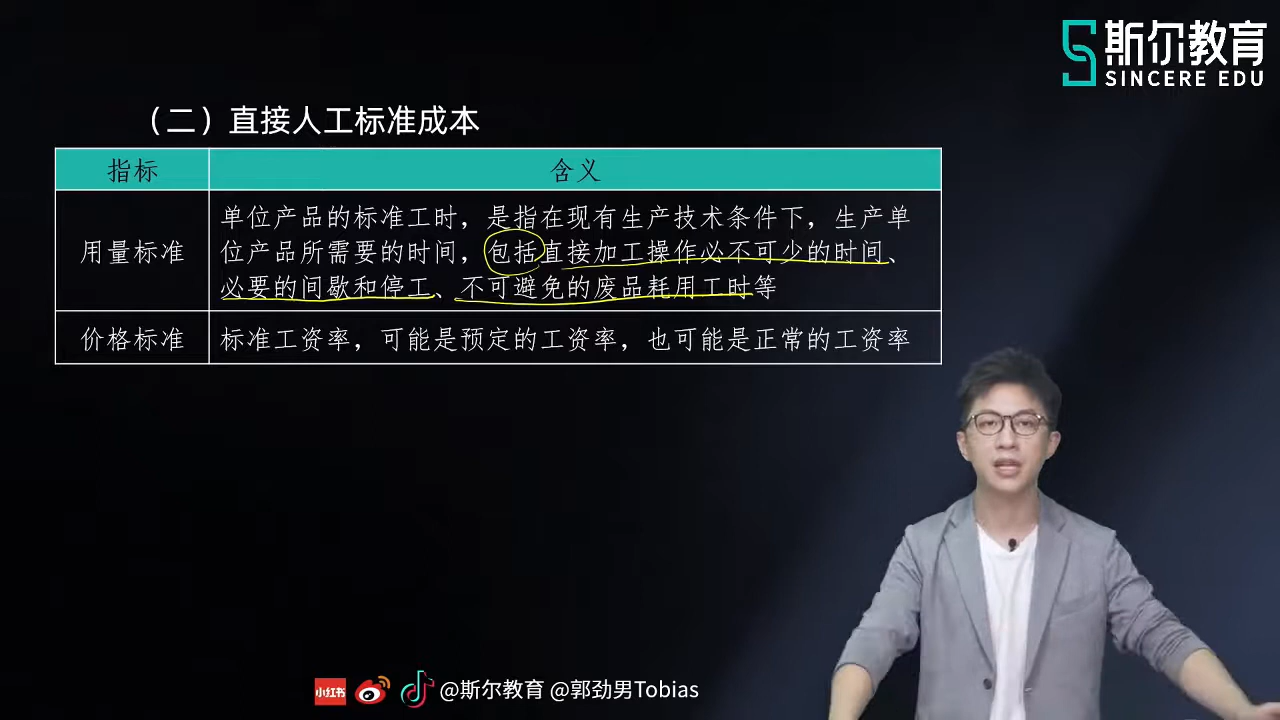 斯尔教育
SINCERE EDU
（二）直接人工标准成本
指标
含义
用量标准
单位产品的标准工时，是指在现有生产技术条件下，生产单
位产品所需要的时间，包括直接加工操作必不可少的时间、
必要的间歇和停工、不可避免的废品耗用工时等
价格标准
标准工资率，可能是预定的工资率，也可能是正常的工资率
小红书
@斯尔教育 @郭劲男Tobias